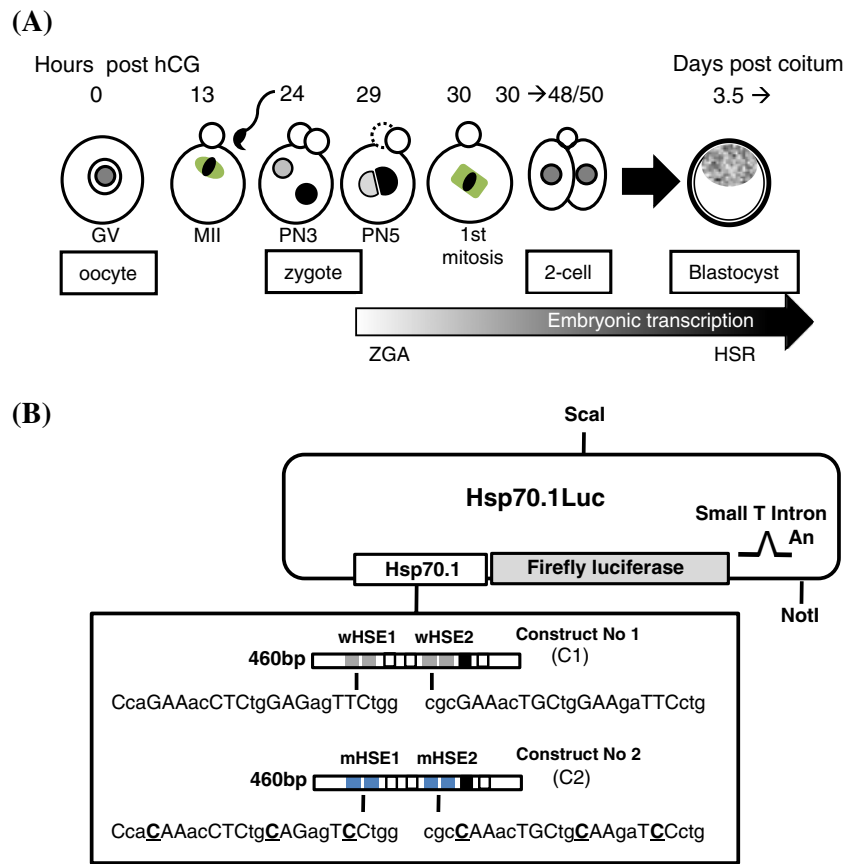 (A)
Hours post hCG
Days post coitum
0 13 24 29 30 30 →48/50 3.5 →
GV MII PN3 PN5 1st mitosis
oocyte zygote 2-cell Blastocyst
Embryonic transcription
ZGA HSR
(B)
ScaI
Hsp70.1Luc
Small T Intron
An
Hsp70.1 Firefly luciferase
NotI
wHSE1 wHSE2 Construct No 1
460bp (C1)
CcaGAAacCTCtgGAGagTTCtgg cgcGAAactTGCtgGAAgaTTCctg
mHSE1 mHSE2 Construct No 2
460bp (C2)
CcaCAAacCTCtgCAGagTCCtgg cgcCAAacTGCtgCAAgaTCCctg